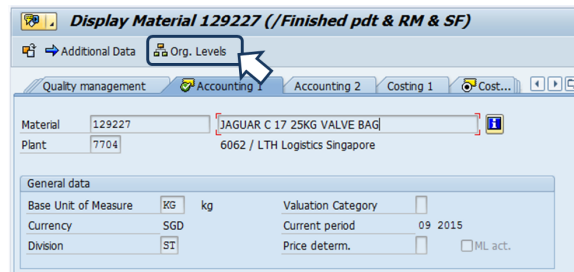 Display Material 129227 (/Finished pdt & RM & SF)
Additional Data Org. Levels
Quality management Accounting 1 Accounting 2 Costing 1 Cost...
Material 129227 JAGUAR C 17 25KG VALVE BAG
Plant 7704 6062 / LTH Logistics Singapore
General data
Base Unit of Measure KG kg Valuation Category
Currency SGD Current period 09 2015
Division ST Price determ. ML act.